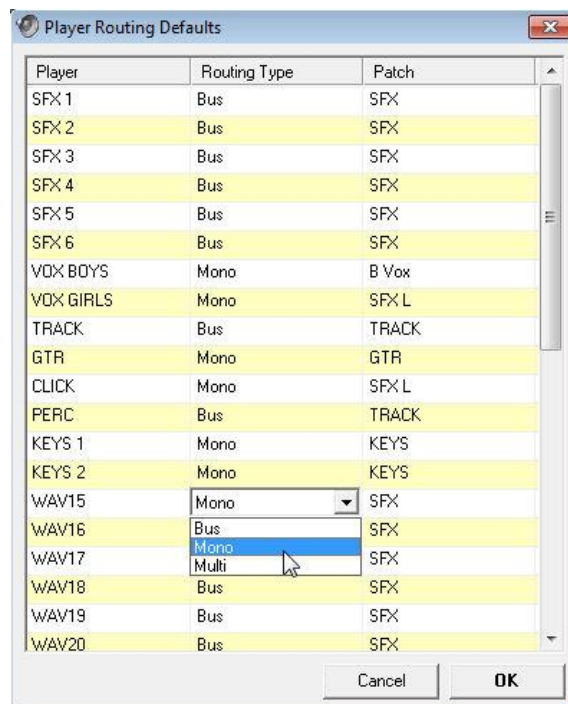 Player Routing Defaults
Player Routing Type Patch
SFX 1 Bus SFX
SFX 2 Bus SFX
SFX 3 Bus SFX
SFX 4 Bus SFX
SFX 5 Bus SFX
SFX 6 Bus SFX
VOX BOYS Mono B Vox
VOX GIRLS Mono SFX L
TRACK Bus TRACK
GTR Mono GTR
CLICK Mono SFX L
PERC Bus TRACK
KEYS 1 Mono KEYS
KEYS 2 Mono KEYS
WAV15 Mono SFX
WAV16 Bus SFX
Mono
WAV17 Multi SFX
WAV18 Bus SFX
WAV19 Bus SFX
WAV20 Bus SFX
Cancel OK